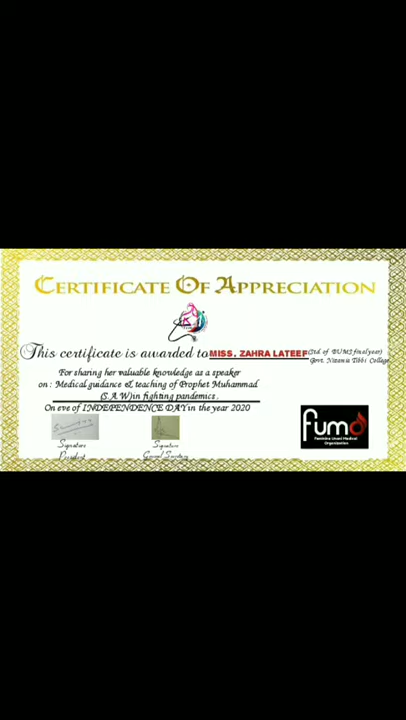 CERTIFICATE OF APPRECIATION
This certificate is awarded to MISS. ZAHRA LATEEF (Std of BUMS final year)
Govt. Nizamia Tibbi College
For sharing her valuable knowledge as a speaker
on : Medical guidance & teaching of Prophet Muhammad
(S.A.W) in fighting pandemics.
On eve of INDEPENDENCE DAY in the year 2020
Signature
President
Signature
General Secretary
fumo
Feminine Unani Medical
Organization